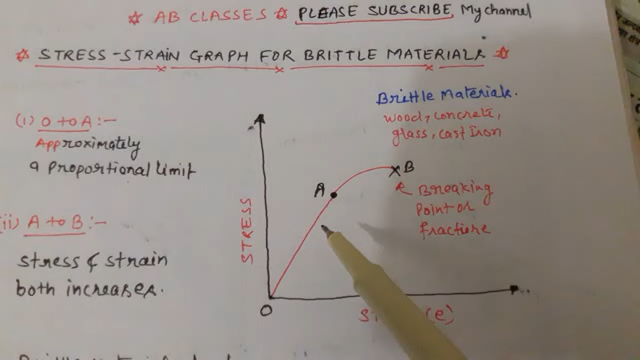 ☆ AB CLASSES ☆ PLEASE SUBSCRIBE, My channel
☆ STRESS-STRAIN GRAPH FOR BRITTLE MATERIALS ☆
Brittle Materials.
wood, concrete,
glass, cast Iron
(i) O to A :-
Approximately
a proportional limit
(ii) A to B :-
stress & strain
both increases.
STRESS
A
B
Breaking
Point or
fracture
O
(e)